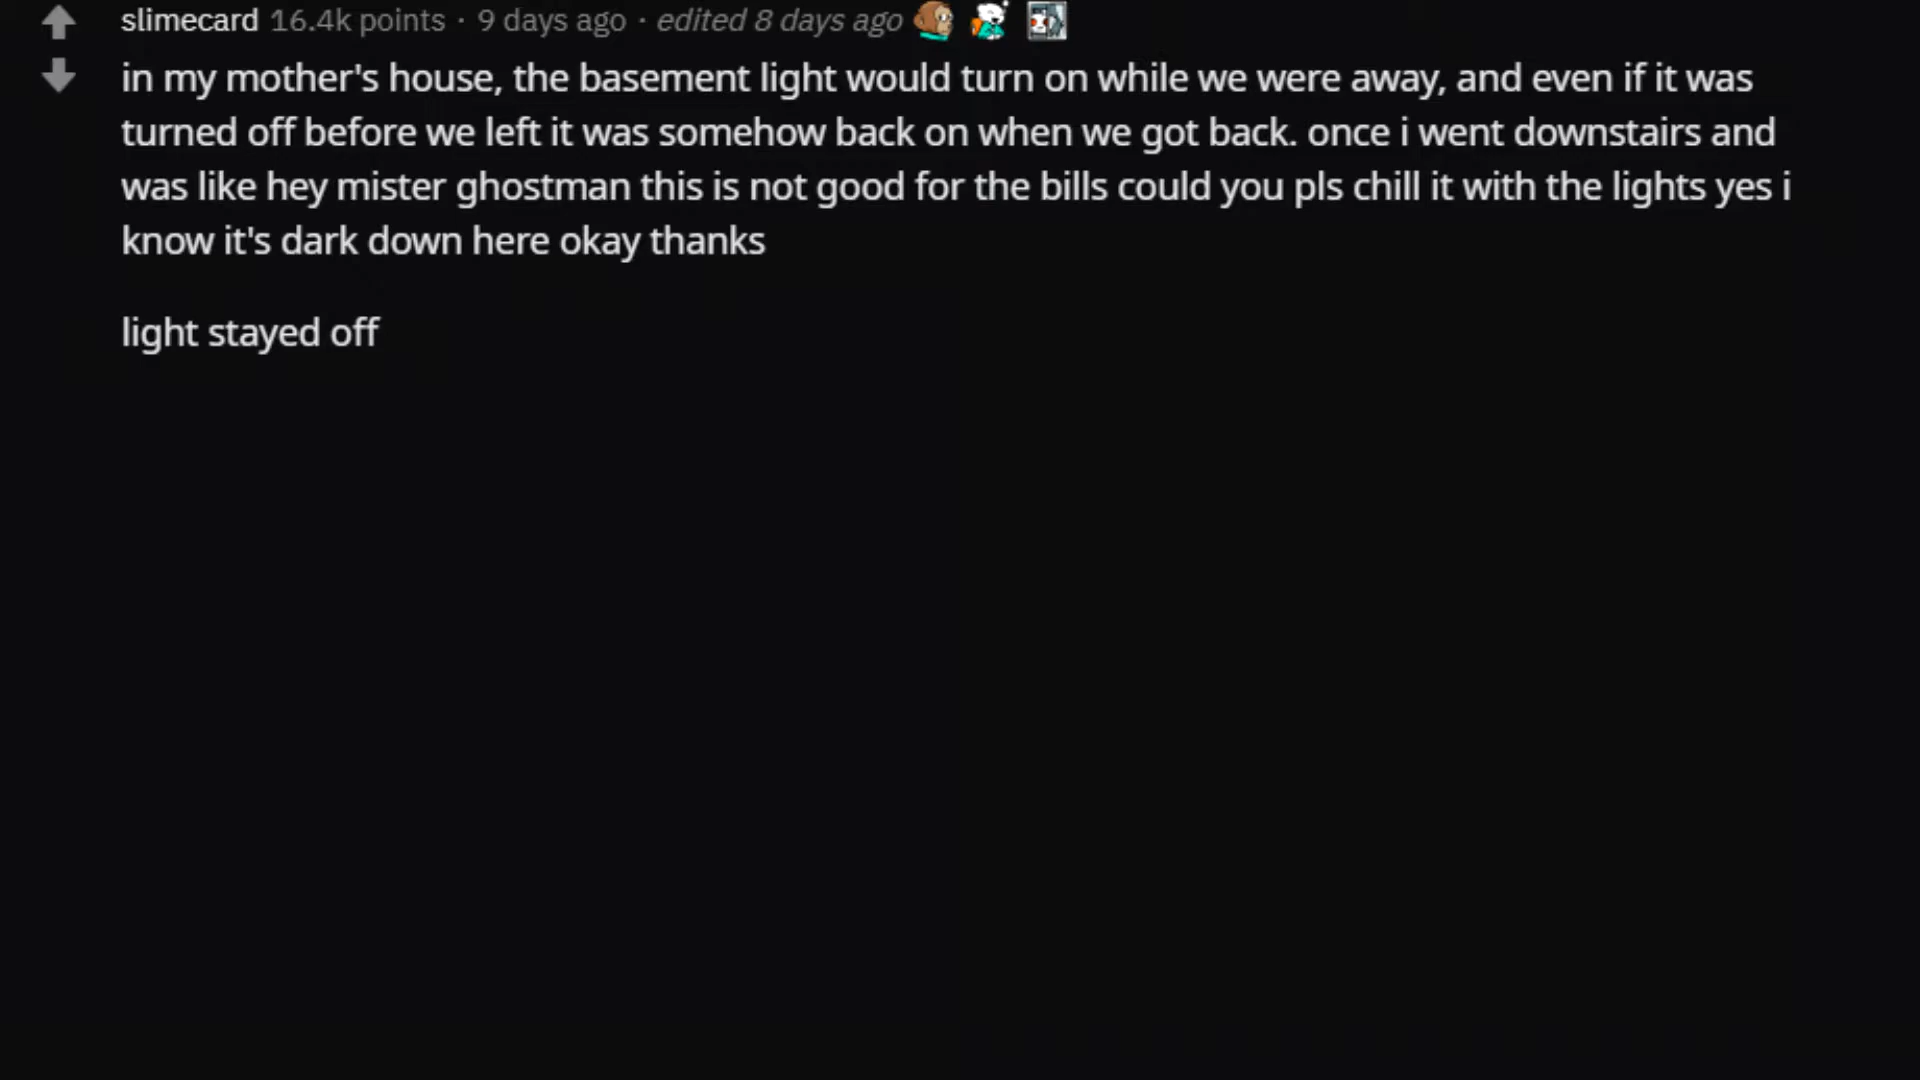 slimecard 16.4k points · 9 days ago · edited 8 days ago
in my mother's house, the basement light would turn on while we were away, and even if it was
turned off before we left it was somehow back on when we got back. once i went downstairs and
was like hey mister ghostman this is not good for the bills could you pls chill it with the lights yes i
know it's dark down here okay thanks
light stayed off